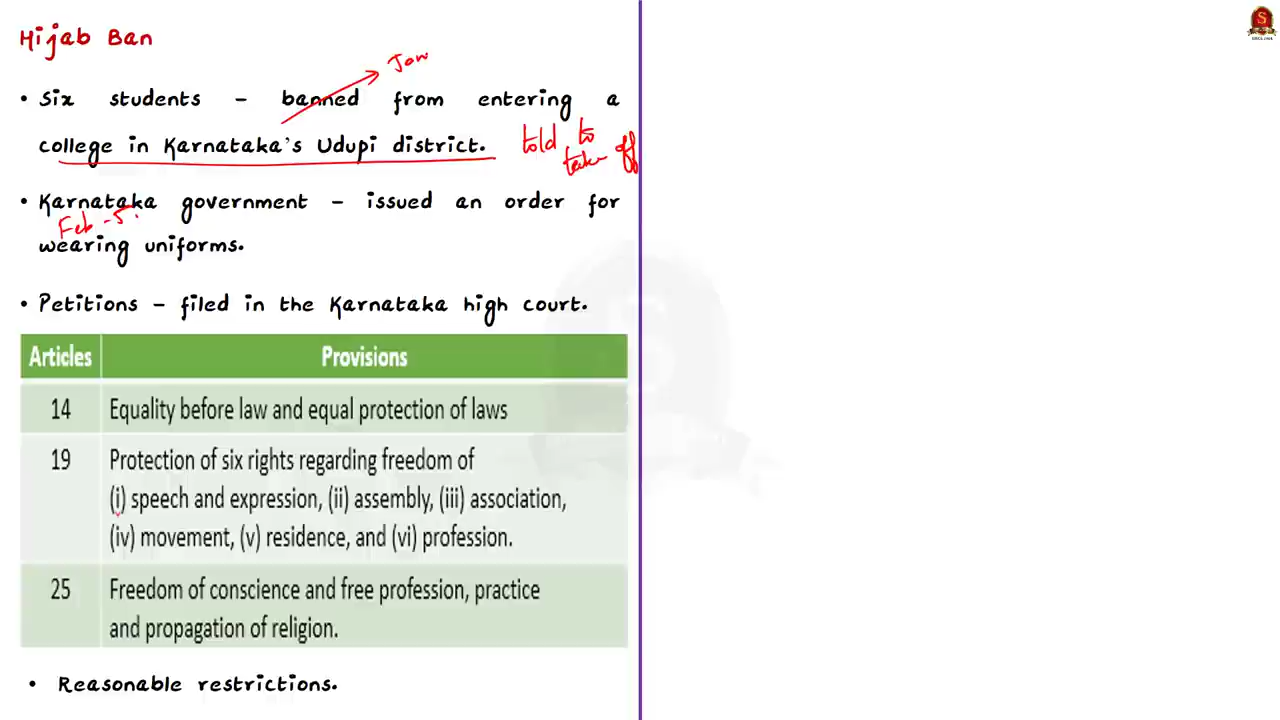 Hijab Ban
Jan
• Six students - banned from entering a
college in Karnataka's Udupi district.
told to
take off
• Karnataka government - issued an order for
Feb - 5.
wearing uniforms.
• Petitions - filed in the Karnataka high court.
Articles Provisions
14 Equality before law and equal protection of laws
19 Protection of six rights regarding freedom of
(i) speech and expression, (ii) assembly, (iii) association,
(iv) movement, (v) residence, and (vi) profession.
25 Freedom of conscience and free profession, practice
and propagation of religion.
• Reasonable restrictions.
S